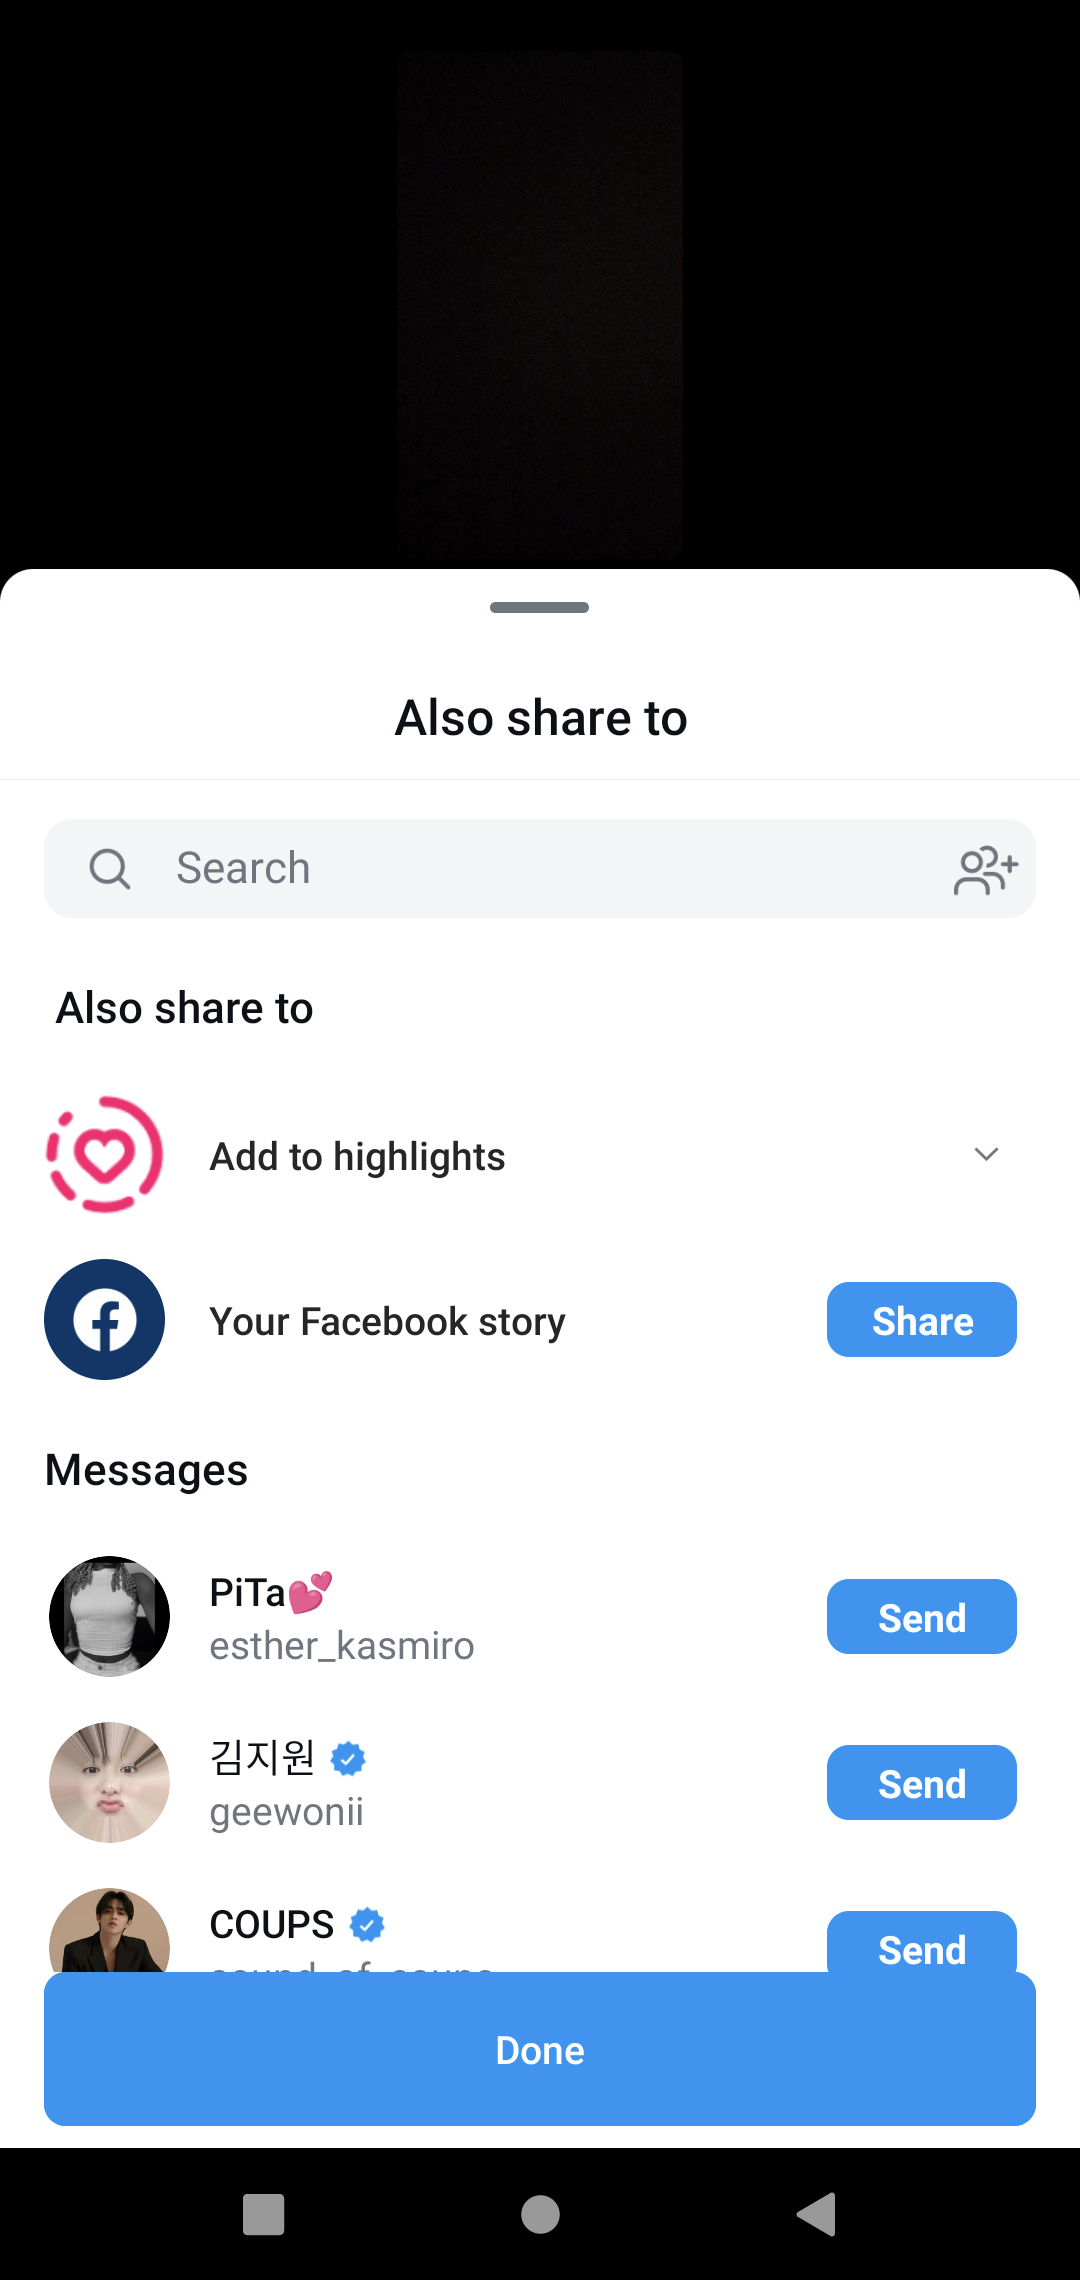 Also share to
Search
Also share to
Add to highlights
Your Facebook story
Share
Messages
PiTa💕
esther_kasmiro
Send
김지원
geewonii
Send
COUPS
sound_of_coups
Send
Done